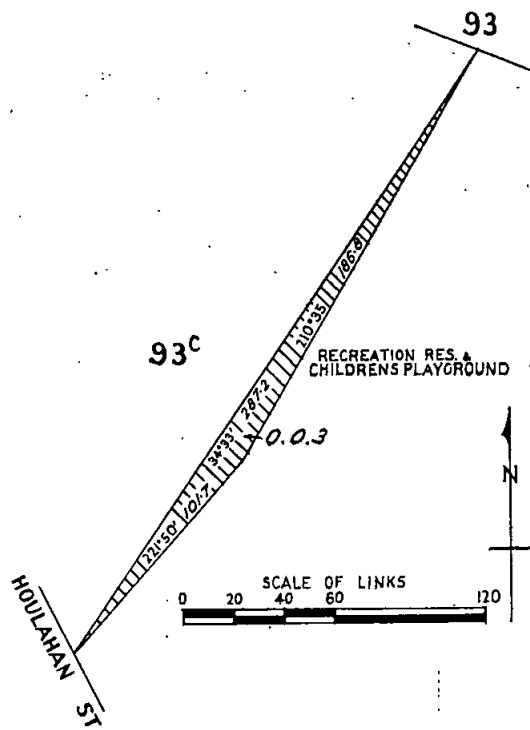 93
186.8
210°35
93C
RECREATION RES. &
CHILDRENS PLAYGROUND
287.2
34°33'
0.0.3
101.7
221°50'
N
SCALE OF LINKS
0 20 40 60 120
HOULAHAN ST